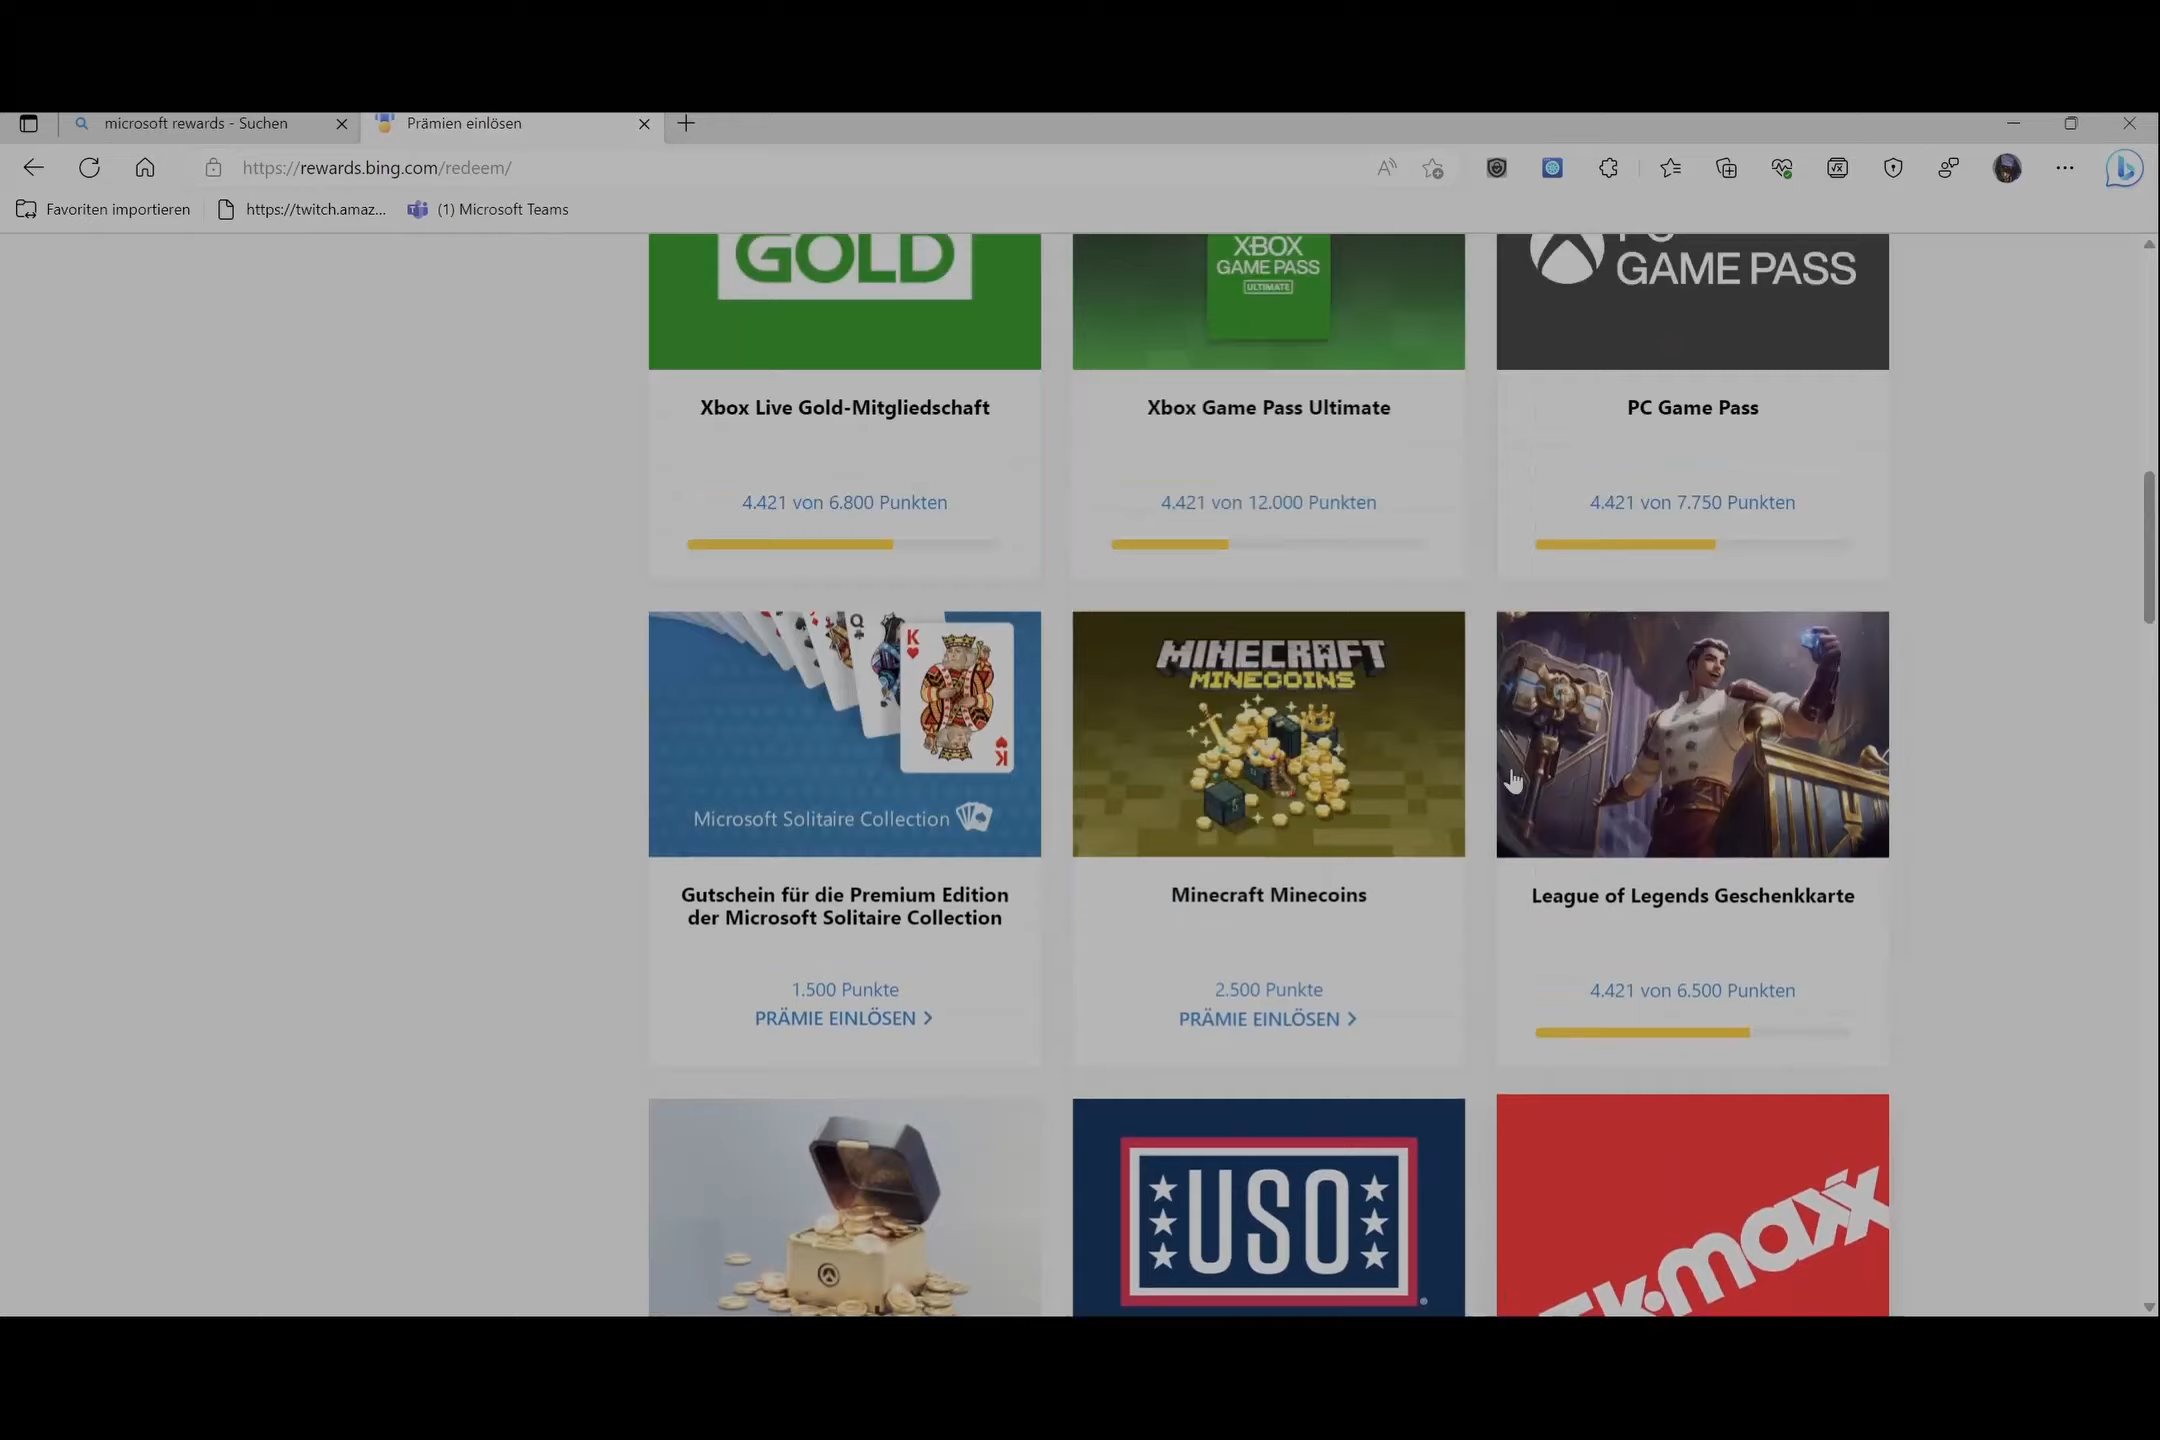 microsoft rewards - Suchen
Prämien einlösen
https://rewards.bing.com/redeem/
Favoriten importieren
https://twitch.amaz...
(1) Microsoft Teams
GOLD
XBOX
GAME PASS
ULTIMATE
PC
GAME PASS
Xbox Live Gold-Mitgliedschaft
Xbox Game Pass Ultimate
PC Game Pass
4.421 von 6.800 Punkten
4.421 von 12.000 Punkten
4.421 von 7.750 Punkten
Q
K
K
Microsoft Solitaire Collection
MINECRAFT
MINECOINS
Gutschein für die Premium Edition
der Microsoft Solitaire Collection
Minecraft Minecoins
League of Legends Geschenkkarte
1.500 Punkte
PRÄMIE EINLÖSEN >
2.500 Punkte
PRÄMIE EINLÖSEN >
4.421 von 6.500 Punkten
USO
TK·maxx